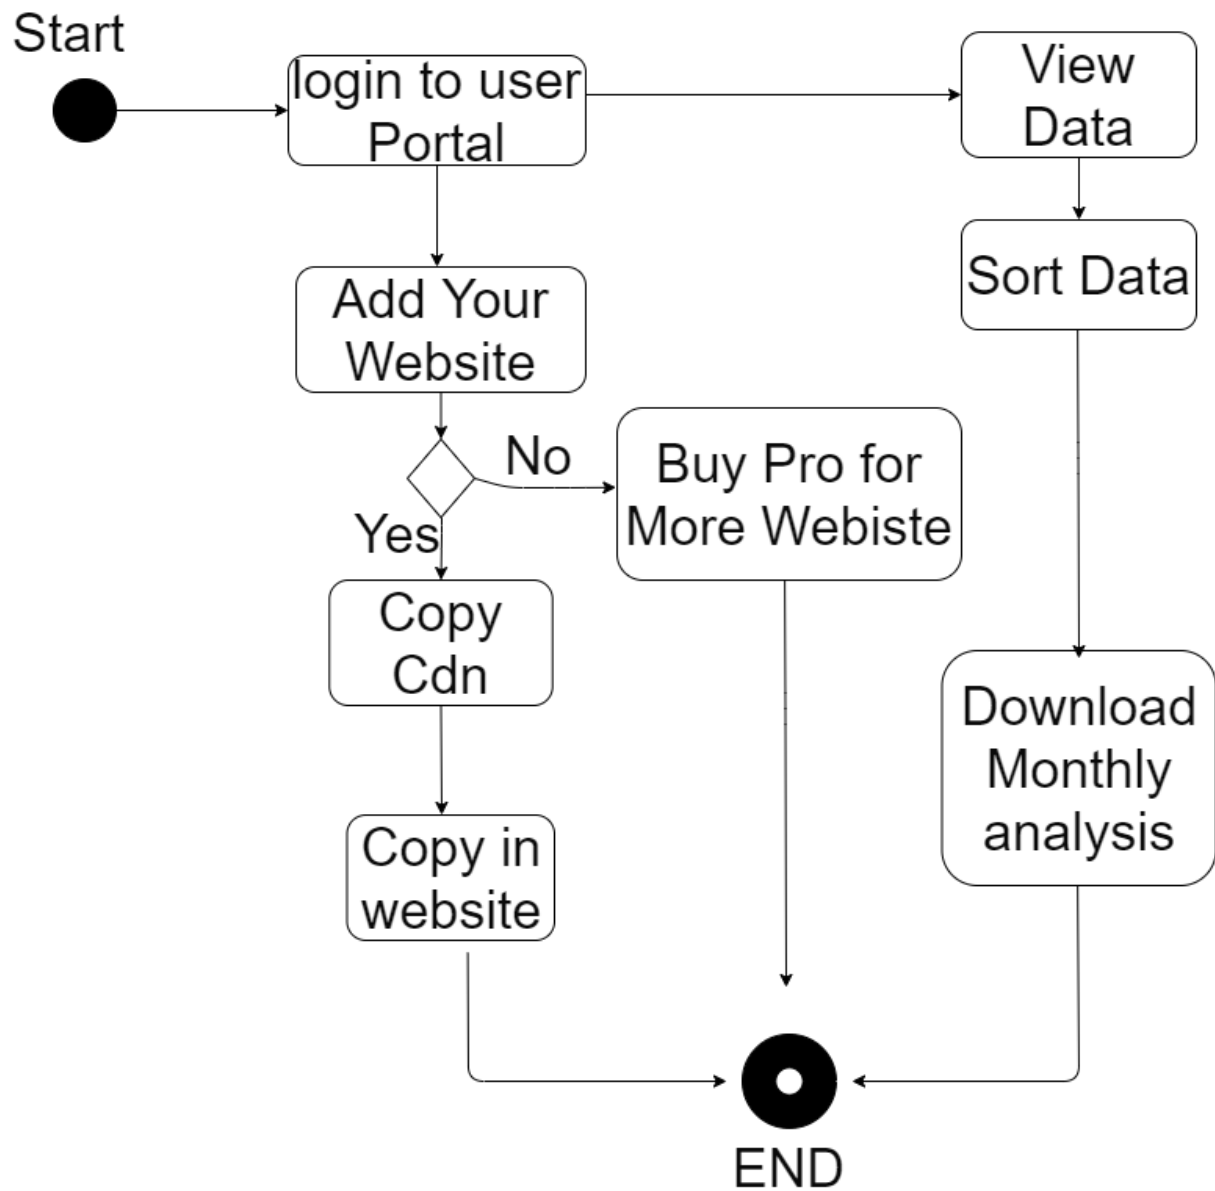 Start
login to user
Portal
View
Data
Add Your
Website
Sort Data
No
Buy Pro for
More Webiste
Yes
Copy
Cdn
Download
Monthly
analysis
Copy in
website
END